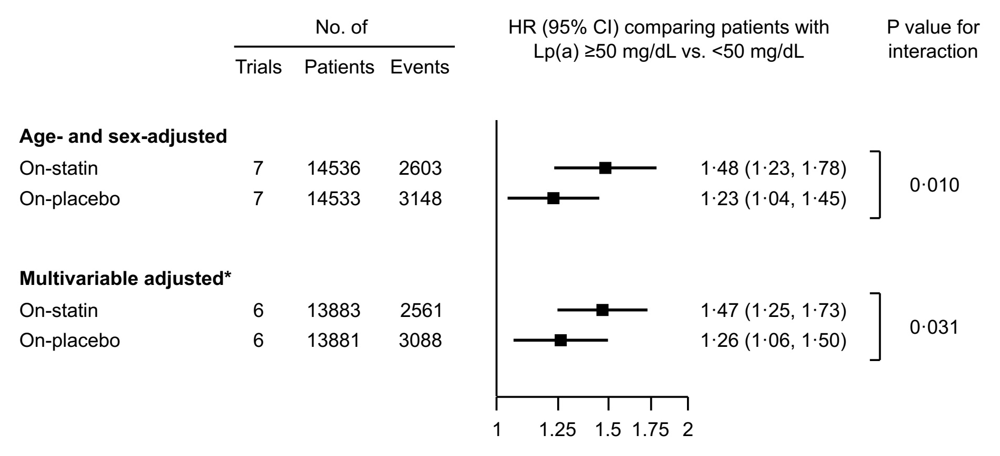 No. of
HR (95% CI) comparing patients with
Lp(a) ≥50 mg/dL vs. <50 mg/dL
P value for
interaction
Trials Patients Events
Age- and sex-adjusted
On-statin 7 14536 2603 1·48 (1·23, 1·78)
On-placebo 7 14533 3148 1·23 (1·04, 1·45)
0·010
Multivariable adjusted*
On-statin 6 13883 2561 1·47 (1·25, 1·73)
On-placebo 6 13881 3088 1·26 (1·06, 1·50)
0·031
1 1.25 1.5 1.75 2